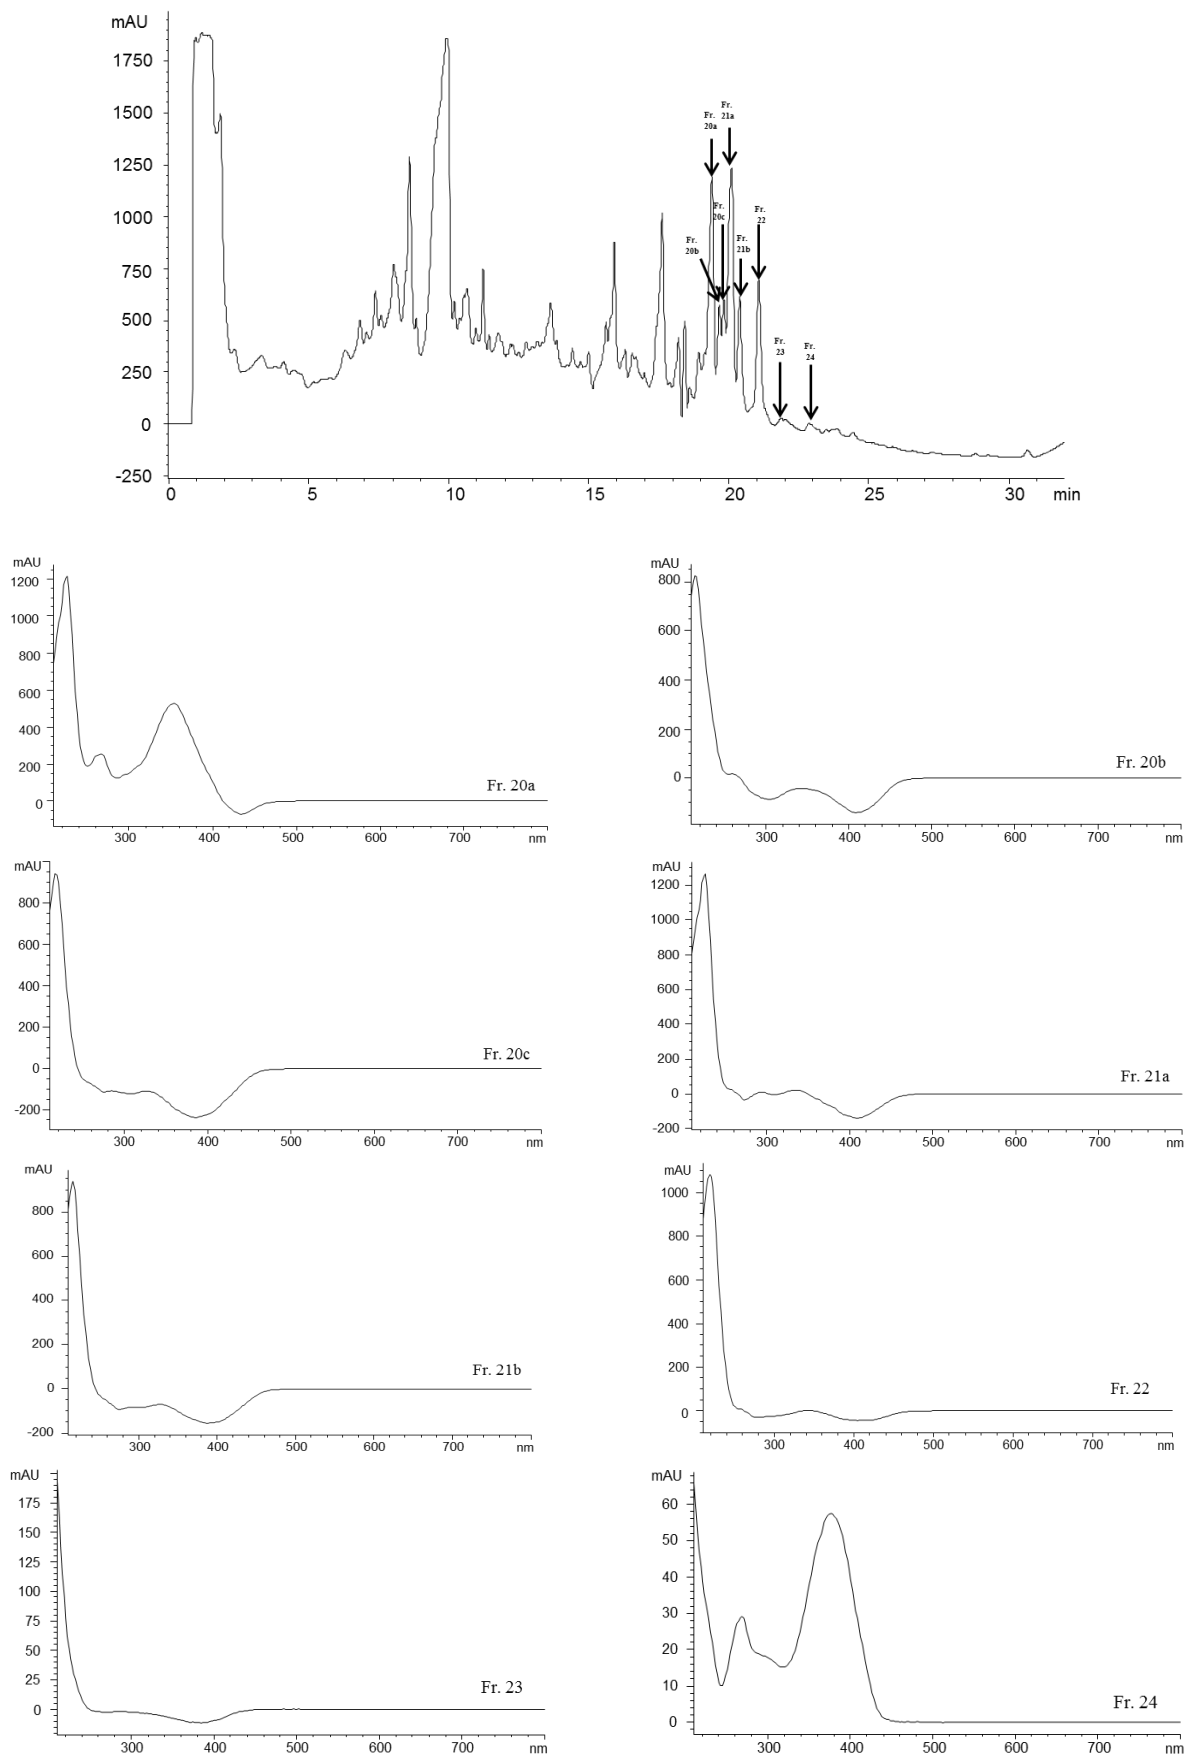 mAU
1750
1500
1250
1000
750
500
250
0
-250
0 5 10 15 20 25 30 min
Fr.
20a
Fr.
21a
Fr.
20b
Fr.
20c
Fr.
21b
Fr.
22
Fr.
23
Fr.
24
mAU
1200
1000
800
600
400
200
0
Fr. 20a
300 400 500 600 700 nm
mAU
800
600
400
200
0
Fr. 20b
300 400 500 600 700 nm
mAU
800
600
400
200
0
-200
Fr. 20c
300 400 500 600 700 nm
mAU
1200
1000
800
600
400
200
0
-200
Fr. 21a
300 400 500 600 700 nm
mAU
800
600
400
200
0
-200
Fr. 21b
300 400 500 600 700 nm
mAU
1000
800
600
400
200
0
Fr. 22
300 400 500 600 700 nm
mAU
175
150
125
100
75
50
25
0
Fr. 23
300 400 500 600 700 nm
mAU
60
50
40
30
20
10
0
Fr. 24
300 400 500 600 700 nm